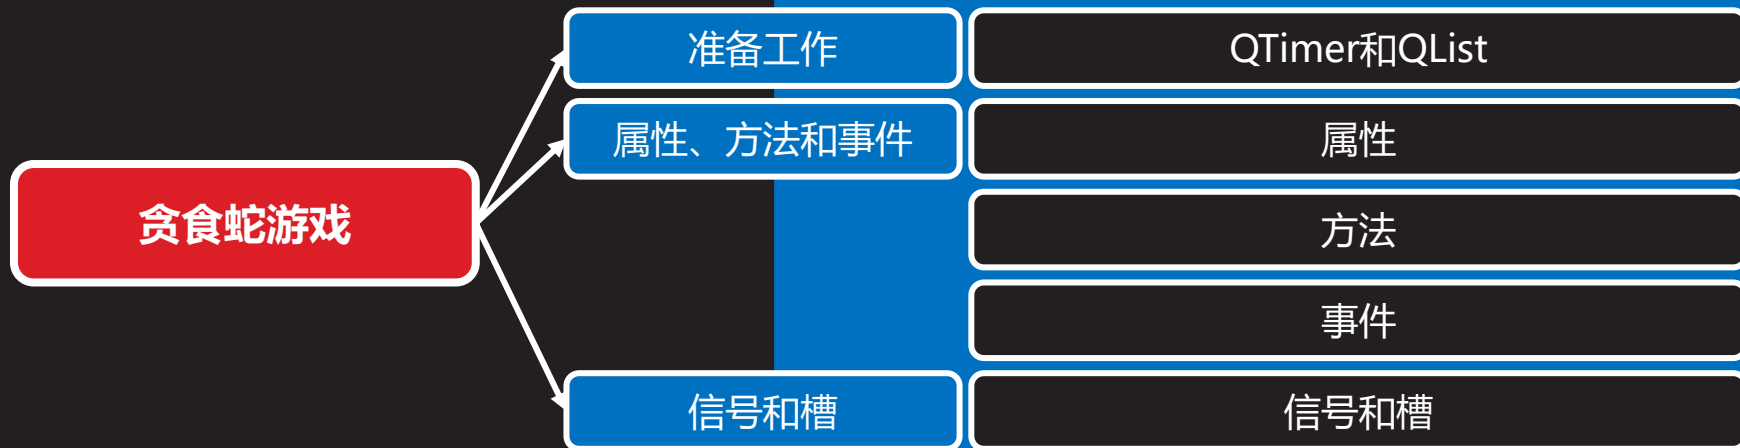 贪食蛇游戏
准备工作
QTimer和QList
属性、方法和事件
属性
方法
事件
信号和槽
信号和槽